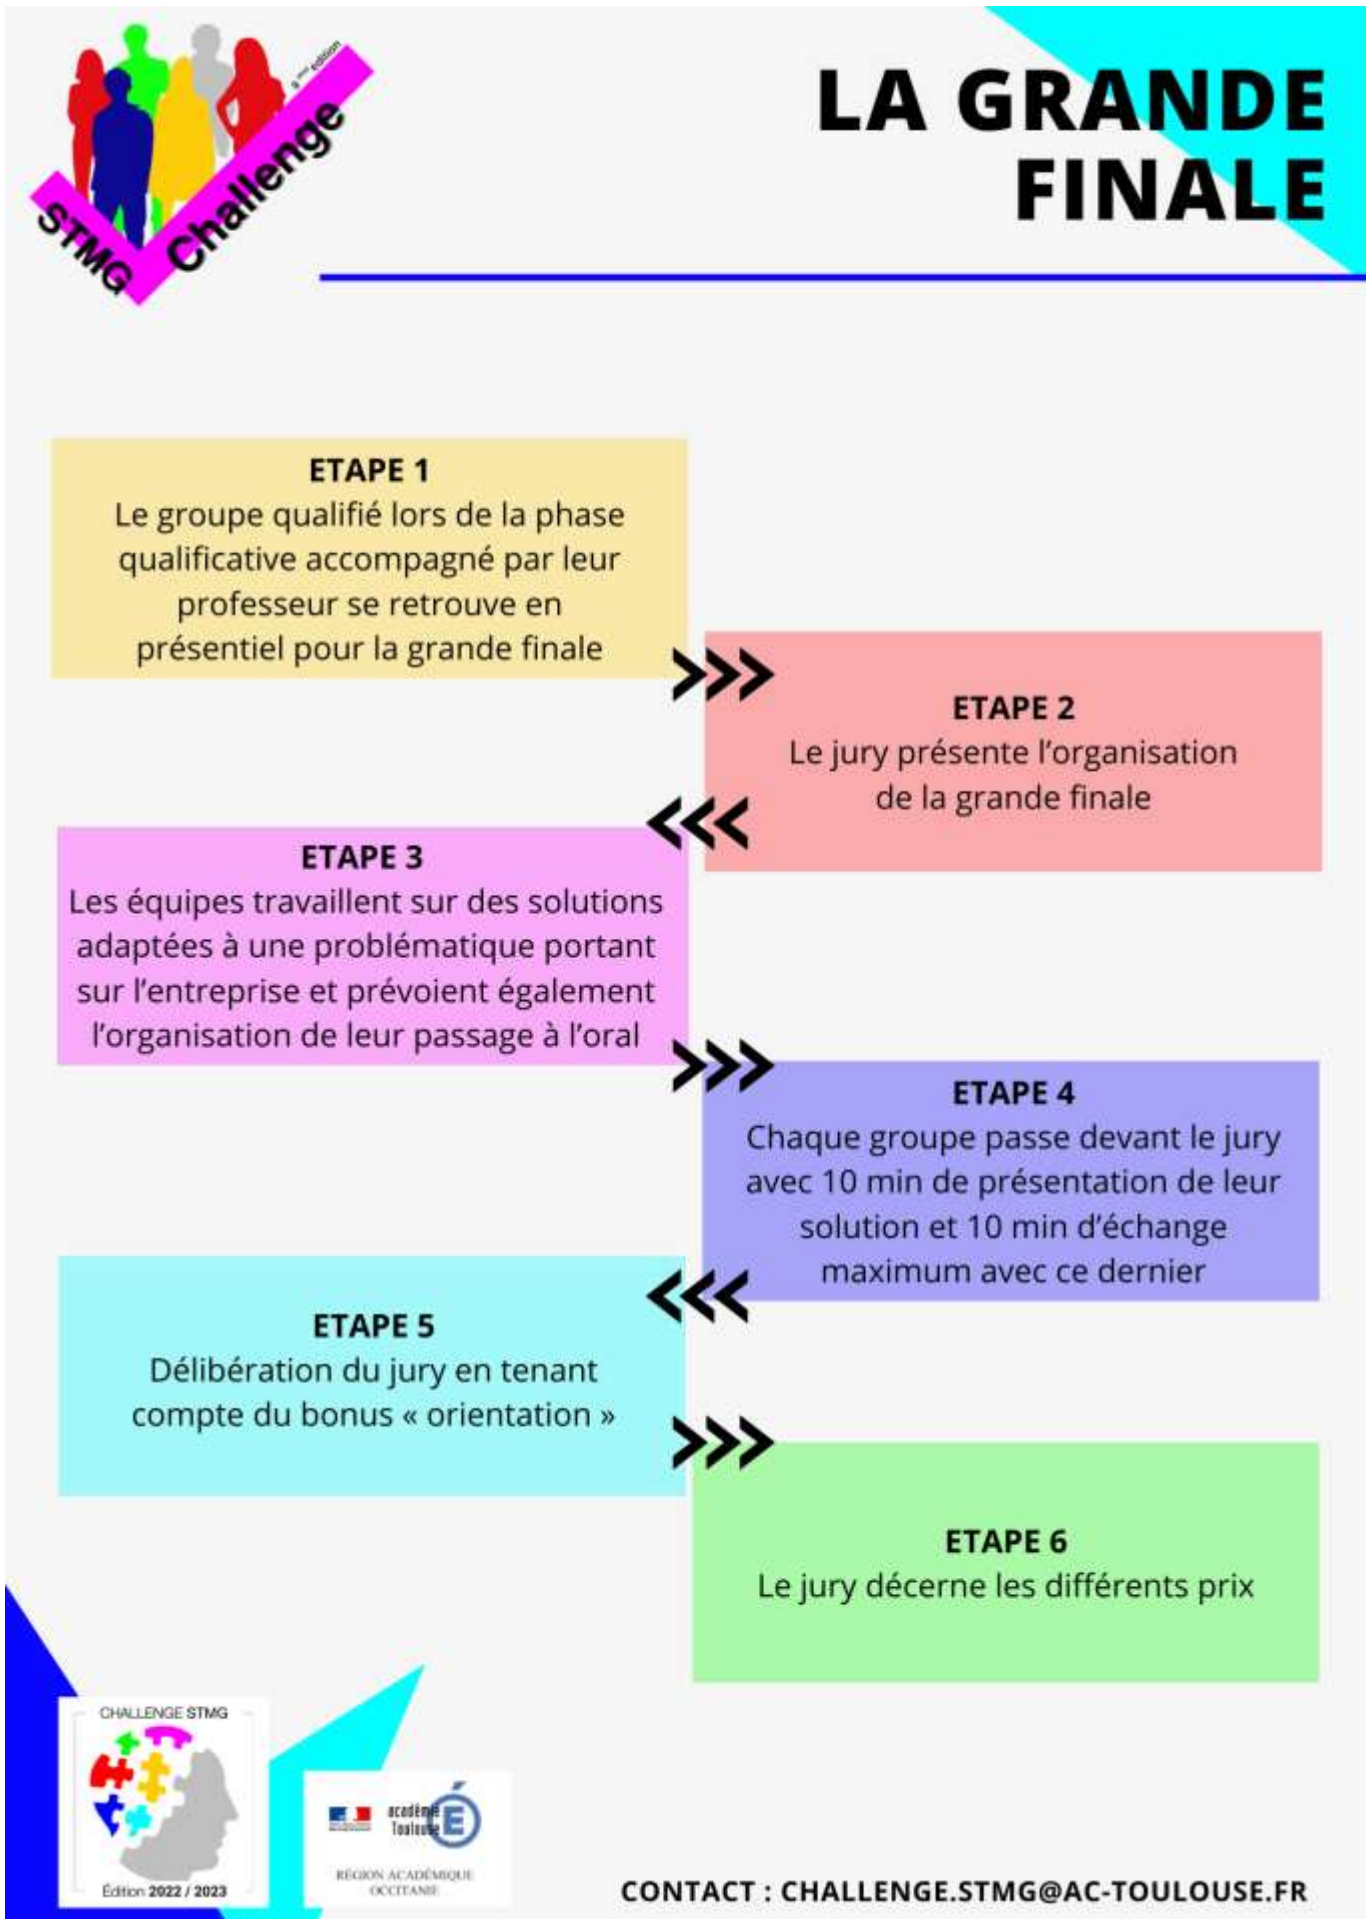 LA GRANDE
FINALE
STMG
Challenge
édition
ETAPE 1
Le groupe qualifié lors de la phase
qualificative accompagné par leur
professeur se retrouve en
présentiel pour la grande finale
ETAPE 2
Le jury présente l’organisation
de la grande finale
ETAPE 3
Les équipes travaillent sur des solutions
adaptées à une problématique portant
sur l’entreprise et prévoient également
l’organisation de leur passage à l’oral
ETAPE 4
Chaque groupe passe devant le jury
avec 10 min de présentation de leur
solution et 10 min d’échange
maximum avec ce dernier
ETAPE 5
Délibération du jury en tenant
compte du bonus « orientation »
ETAPE 6
Le jury décerne les différents prix
CHALLENGE STMG
Édition 2022 / 2023
académie
Toulouse
É
RÉGION ACADÉMIQUE
OCCITANIE
CONTACT : CHALLENGE.STMG@AC-TOULOUSE.FR